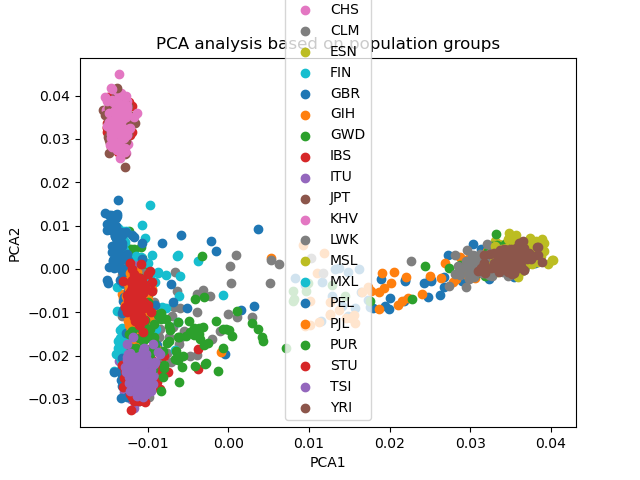 CHS
CLM
PCA analysis based on population groups
ESN
FIN
GBR
GIH
GWD
IBS
ITU
JPT
KHV
LWK
MSL
MXL
PEL
PJL
PUR
STU
TSI
YRI
0.04
0.03
0.02
0.01
0.00
−0.01
−0.02
−0.03
PCA2
−0.01
0.00
0.01
0.02
0.03
0.04
PCA1